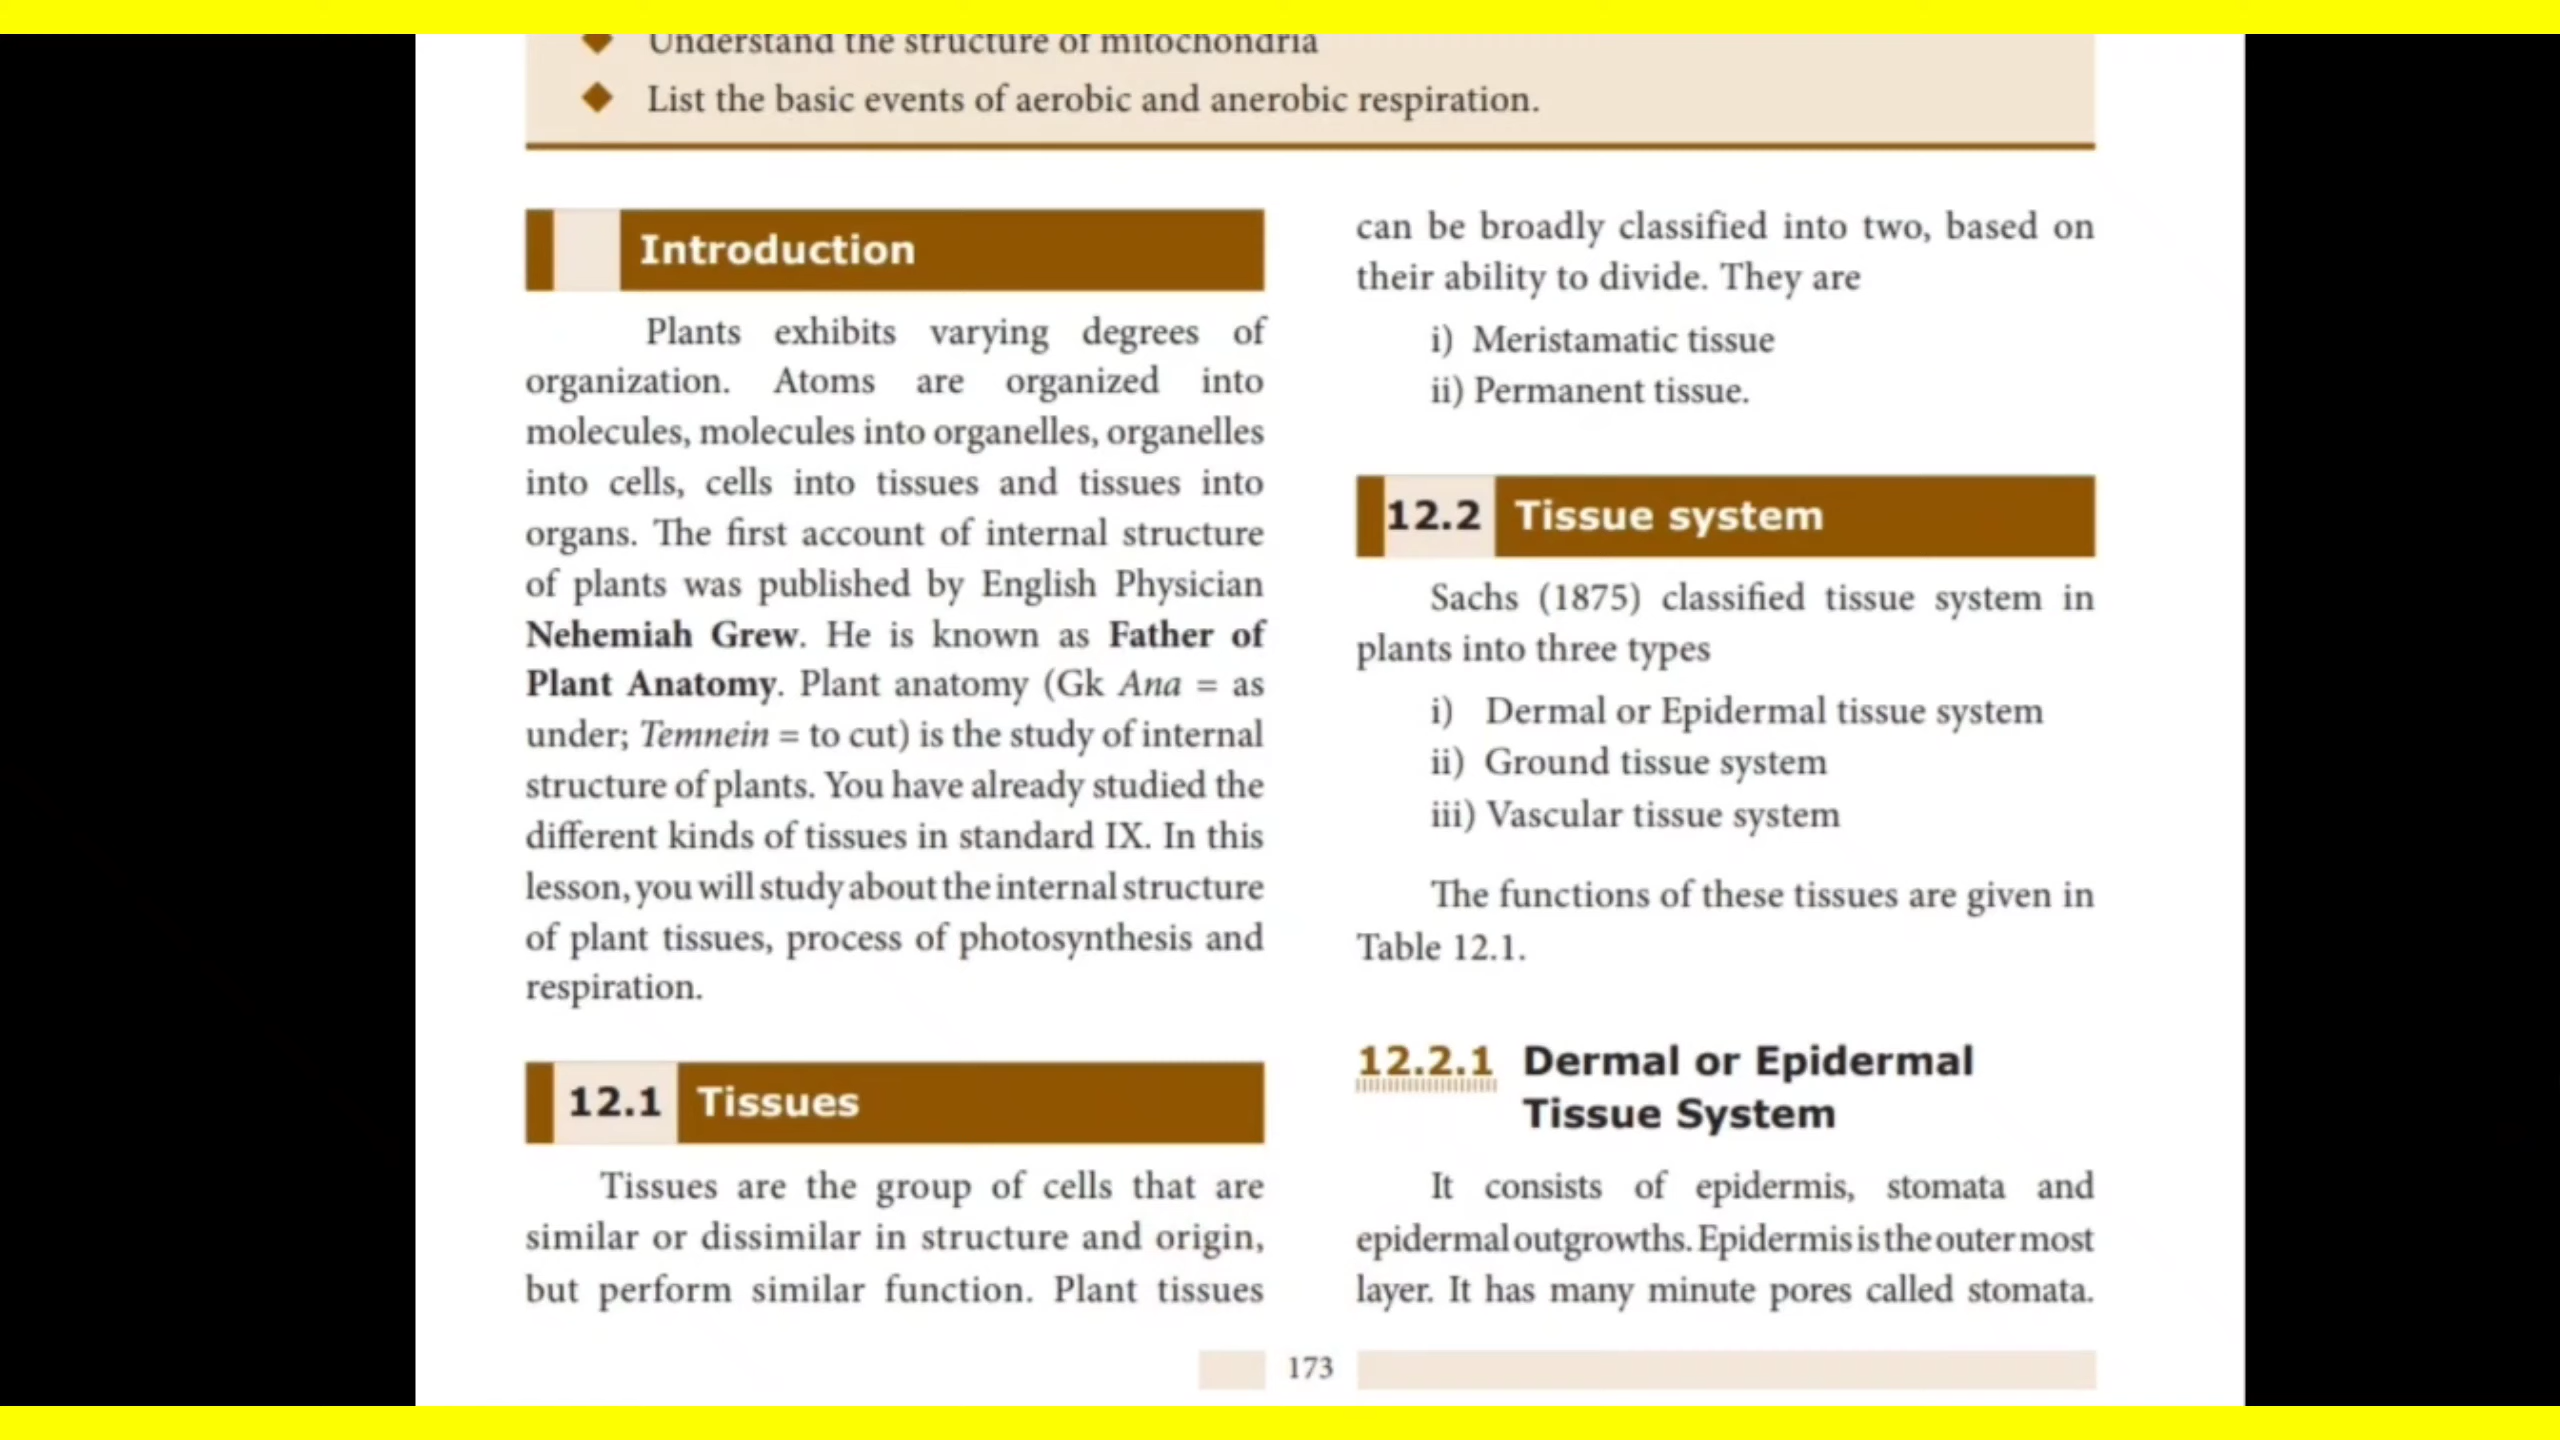 Understand the structure of mitochondria
List the basic events of aerobic and anerobic respiration.
Introduction
Plants exhibits varying degrees of
organization. Atoms are organized into
molecules, molecules into organelles, organelles
into cells, cells into tissues and tissues into
organs. The first account of internal structure
of plants was published by English Physician
Nehemiah Grew. He is known as Father of
Plant Anatomy. Plant anatomy (Gk Ana = as
under; Temnein = to cut) is the study of internal
structure of plants. You have already studied the
different kinds of tissues in standard IX. In this
lesson, you will study about the internal structure
of plant tissues, process of photosynthesis and
respiration.
12.1 Tissues
Tissues are the group of cells that are
similar or dissimilar in structure and origin,
but perform similar function. Plant tissues
can be broadly classified into two, based on
their ability to divide. They are
i) Meristamatic tissue
ii) Permanent tissue.
12.2 Tissue system
Sachs (1875) classified tissue system in
plants into three types
i) Dermal or Epidermal tissue system
ii) Ground tissue system
iii) Vascular tissue system
The functions of these tissues are given in
Table 12.1.
12.2.1 Dermal or Epidermal
Tissue System
It consists of epidermis, stomata and
epidermal outgrowths. Epidermis is the outer most
layer. It has many minute pores called stomata.
173